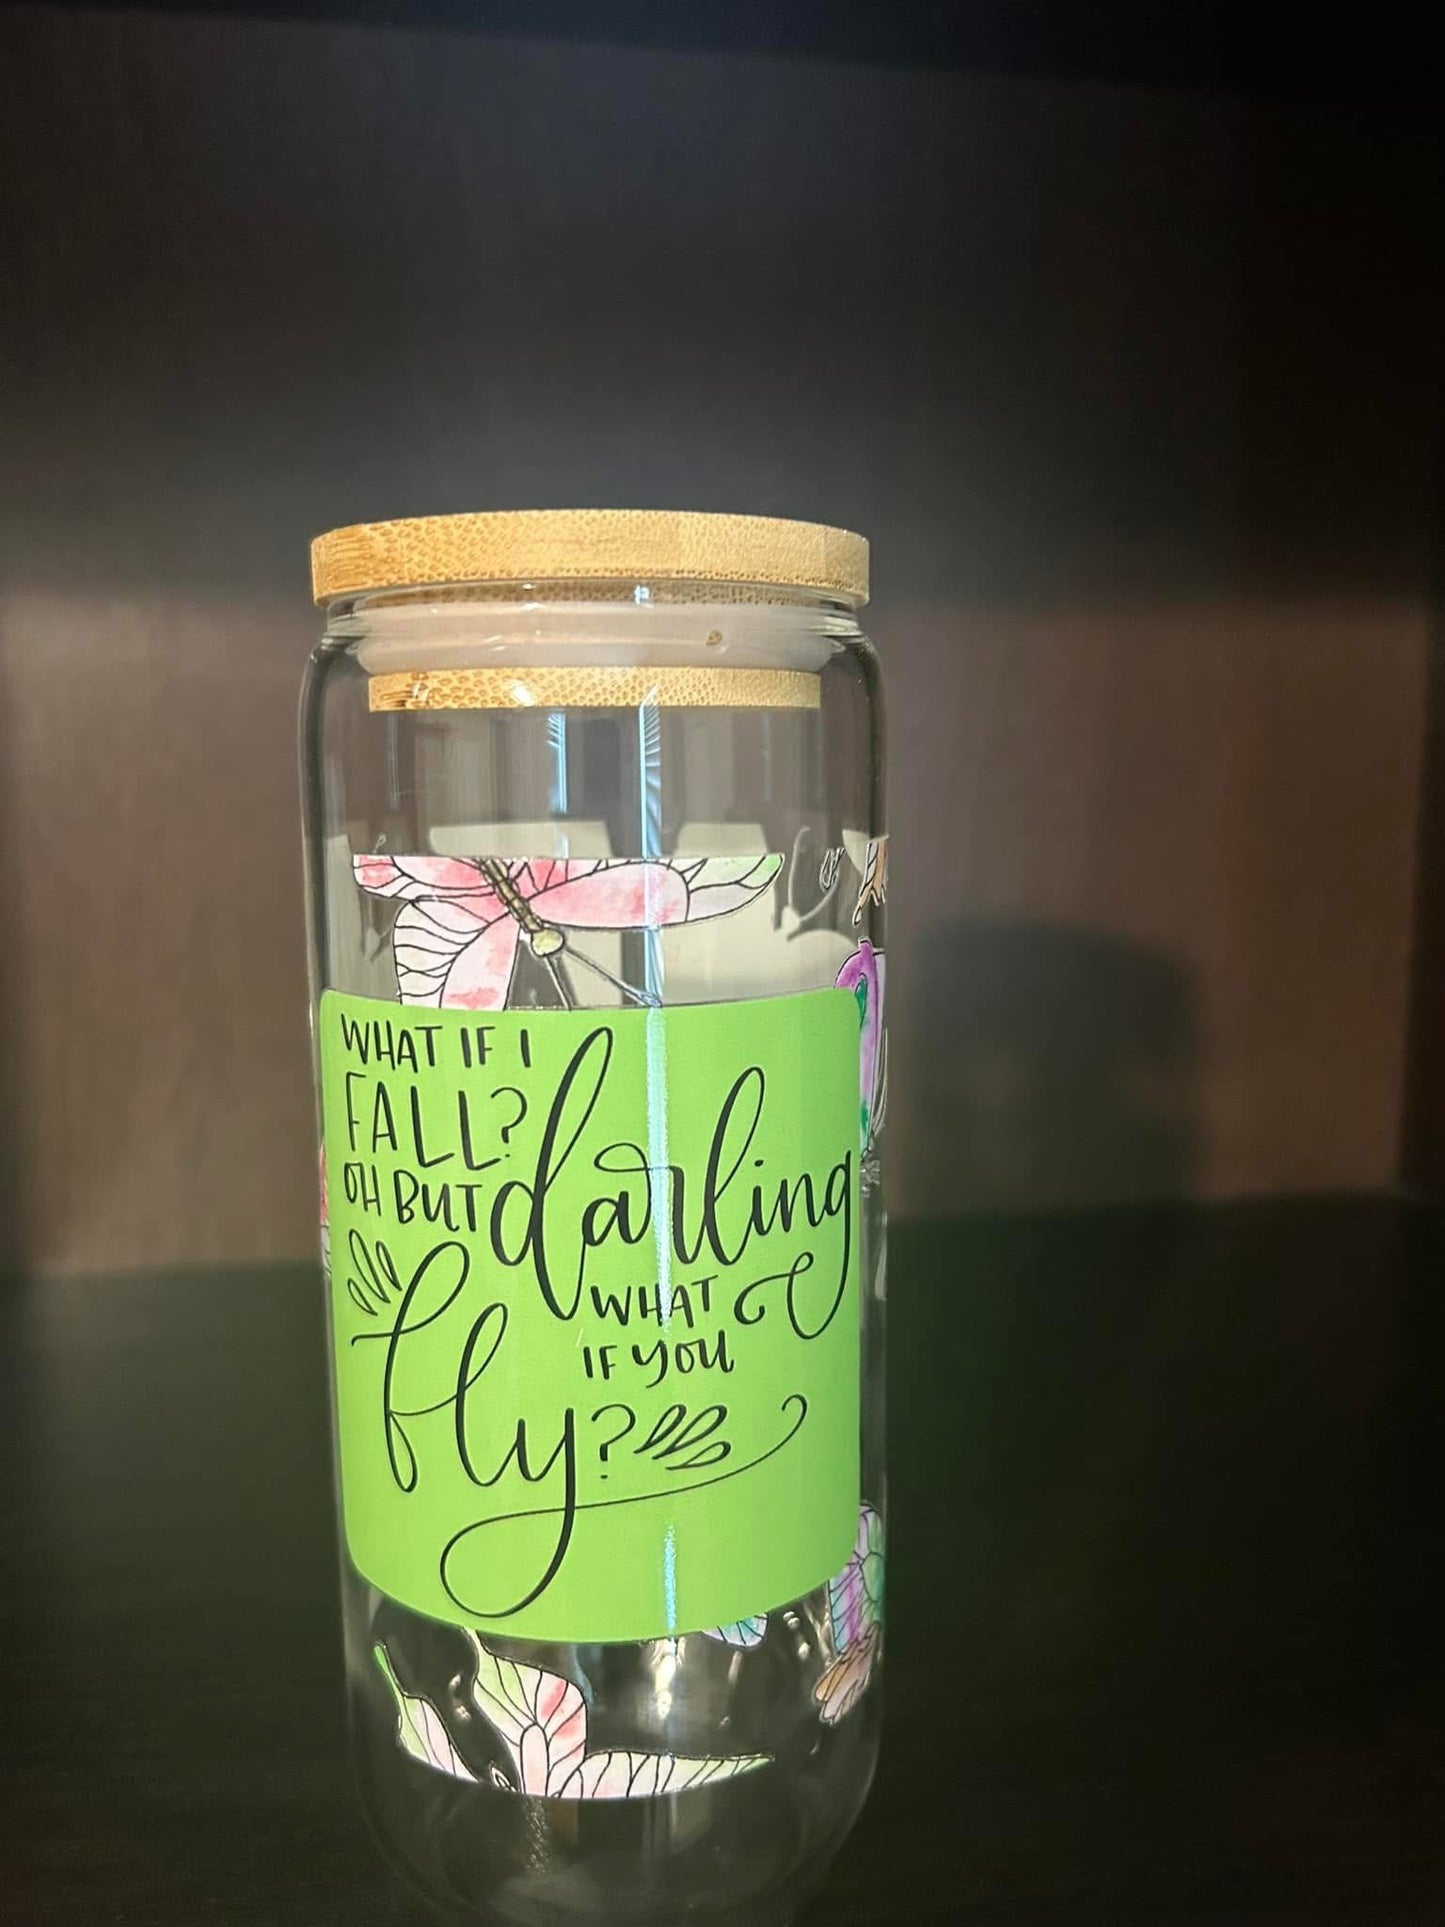 WHAT IF I
FALL?
OH BUT darling
WHAT
IF YOU
fly?